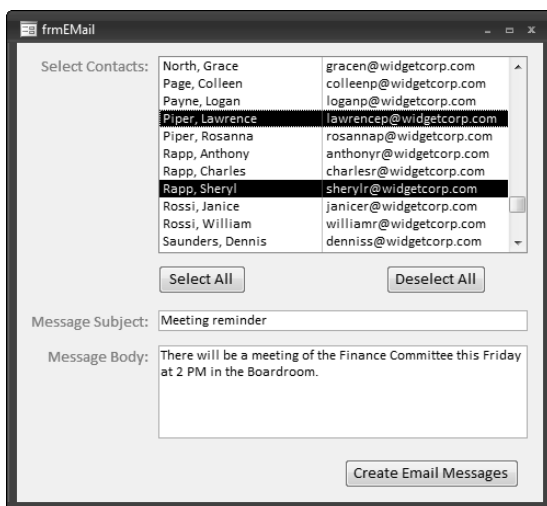 frmEMail
Select Contacts:
North, Grace gracen@widgetcorp.com
Page, Colleen colleenp@widgetcorp.com
Payne, Logan loganp@widgetcorp.com
Piper, Lawrence lawrencep@widgetcorp.com
Piper, Rosanna rosannap@widgetcorp.com
Rapp, Anthony anthonyr@widgetcorp.com
Rapp, Charles charlesr@widgetcorp.com
Rapp, Sheryl sherylr@widgetcorp.com
Rossi, Janice janicer@widgetcorp.com
Rossi, William williamr@widgetcorp.com
Saunders, Dennis denniss@widgetcorp.com
Select All Deselect All
Message Subject: Meeting reminder
Message Body: There will be a meeting of the Finance Committee this Friday
at 2 PM in the Boardroom.
Create Email Messages